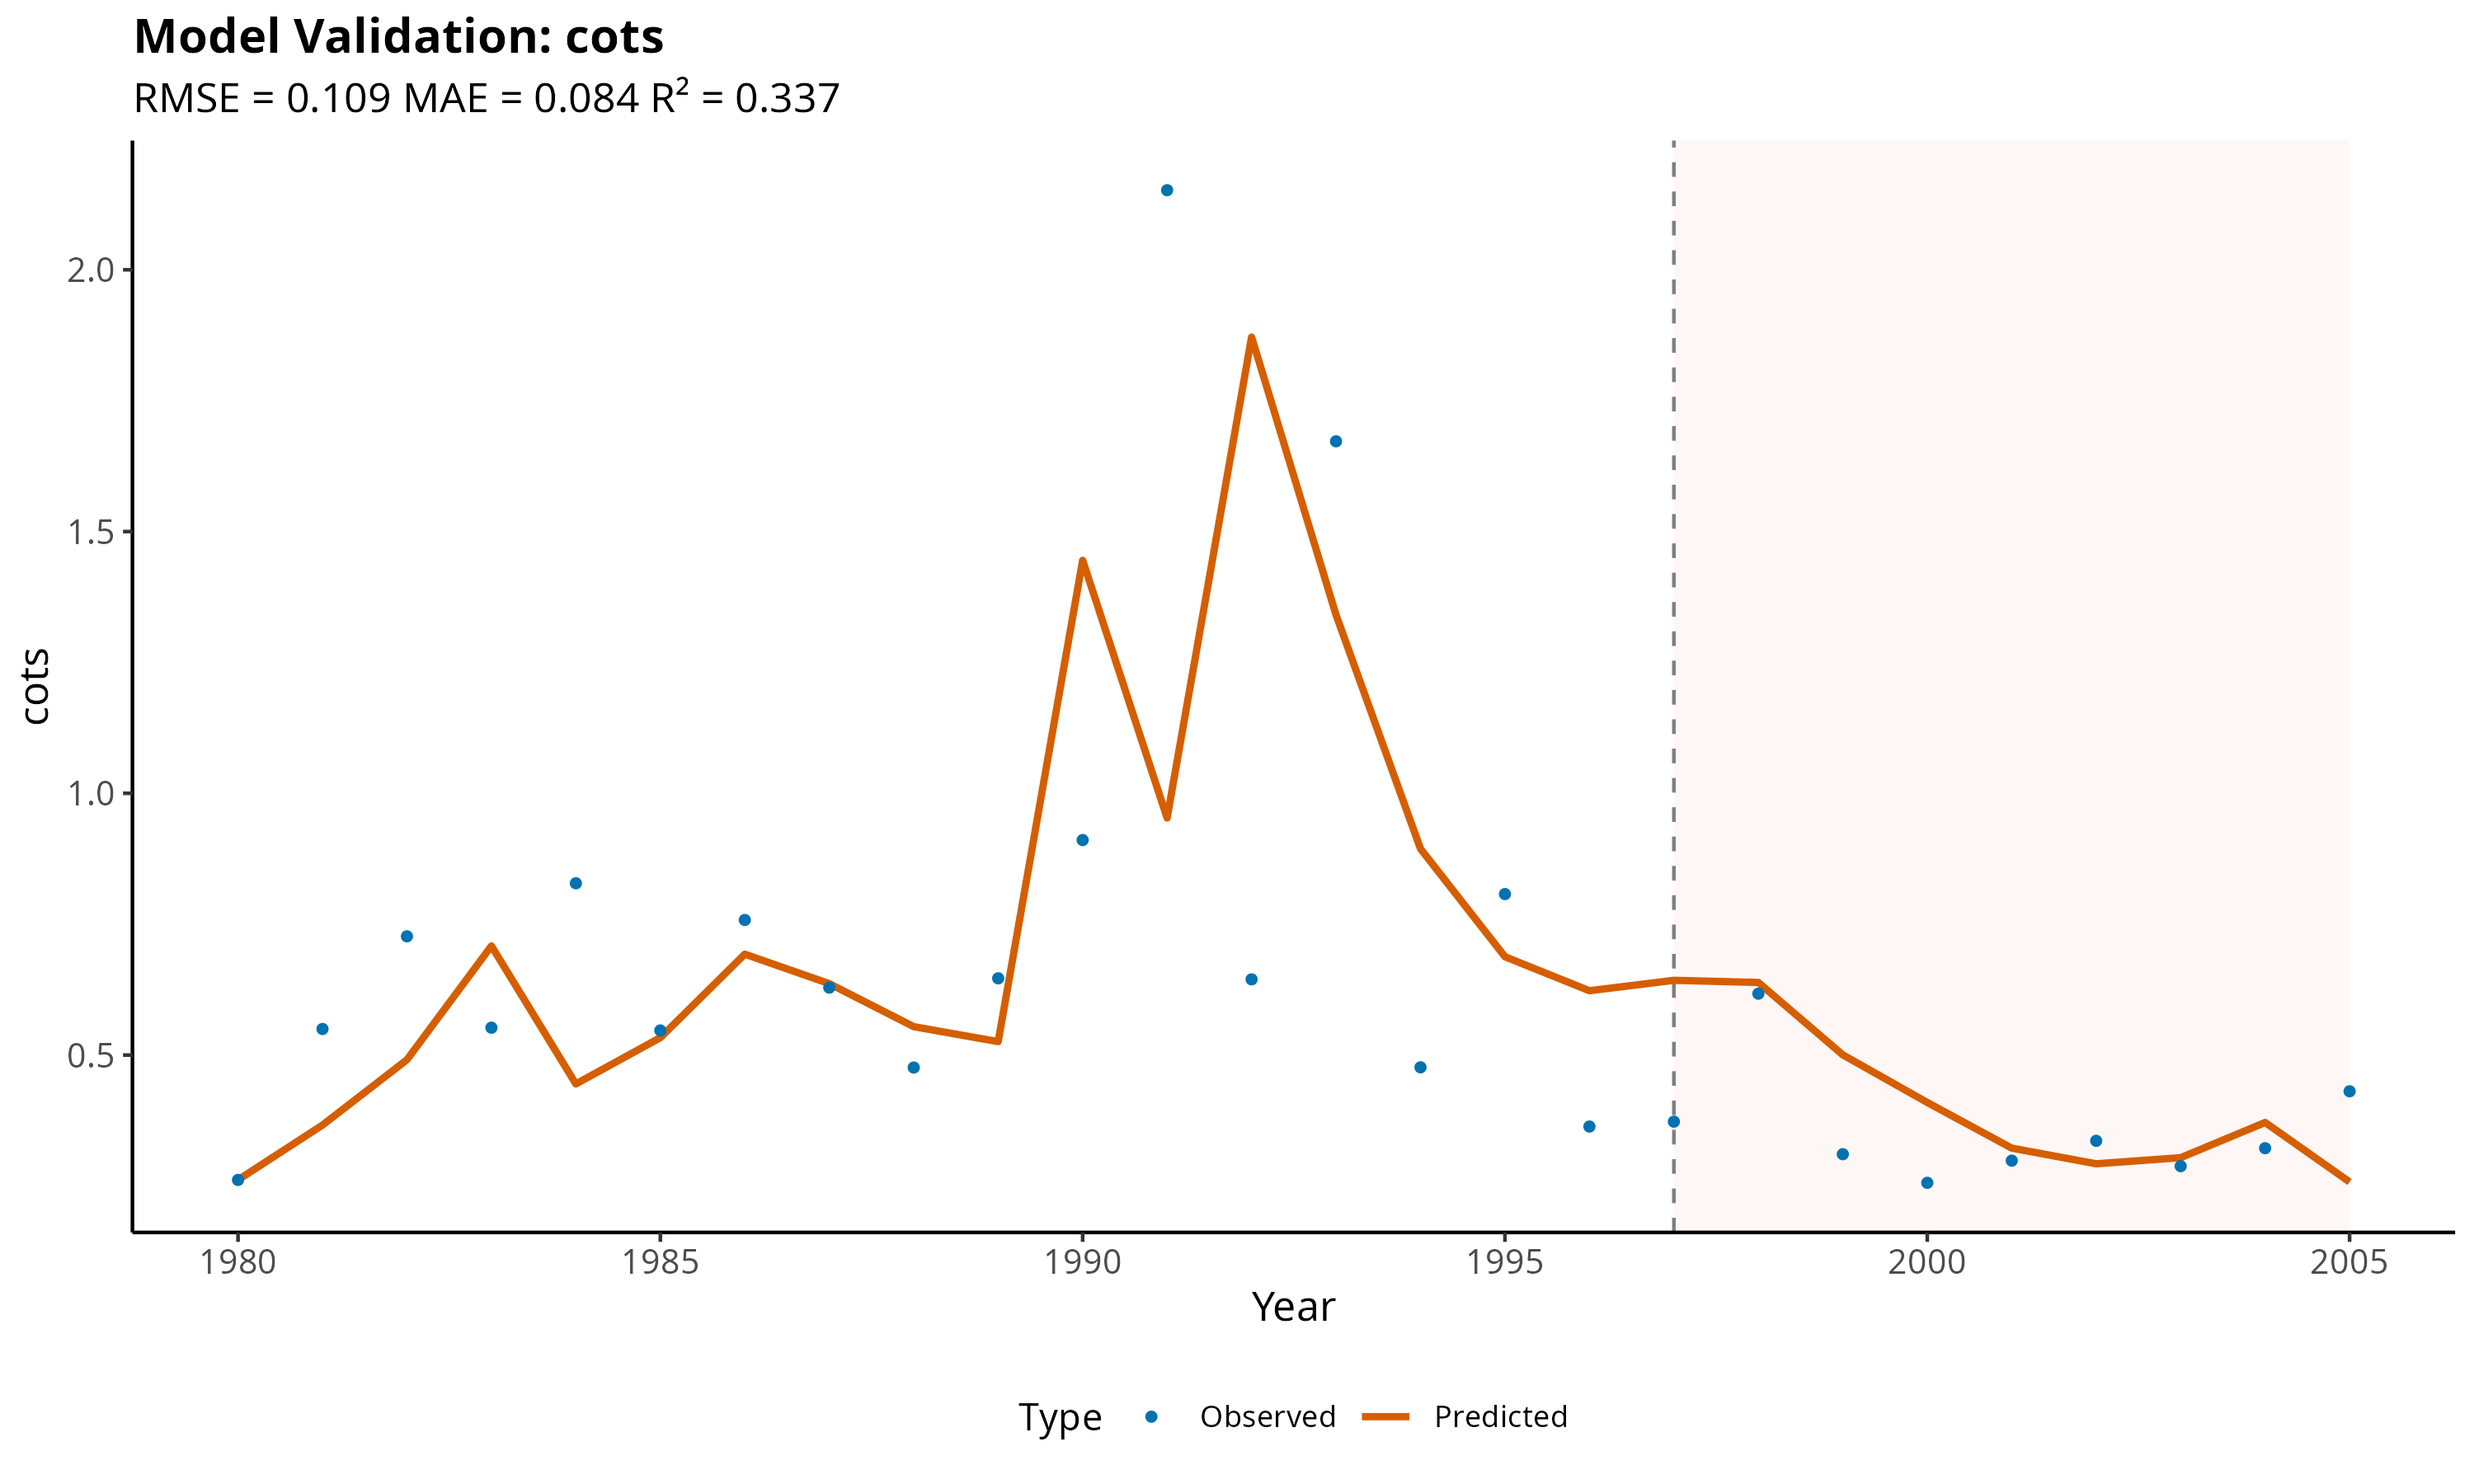 Model Validation: cots
RMSE = 0.109 MAE = 0.084 R² = 0.337
cots
2.0
1.5
1.0
0.5
1980 1985 1990 1995 2000 2005
Year
Type Observed Predicted